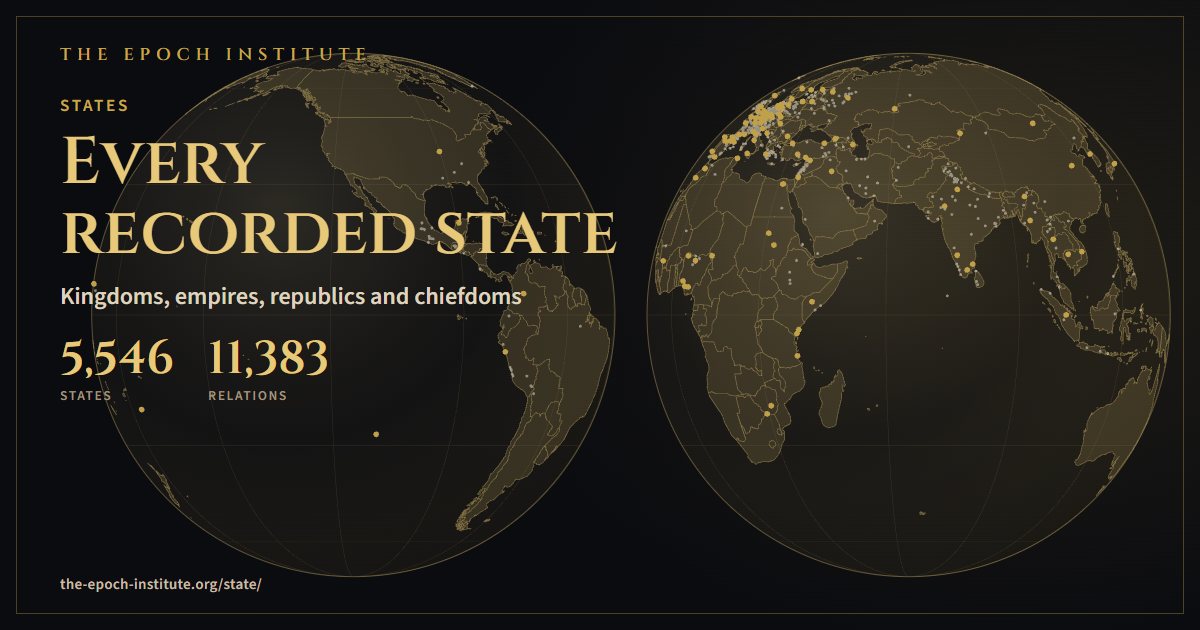 THE EPOCH INSTITUTE
STATES
EVERY
RECORDED STATE
Kingdoms, empires, republics and chiefdoms
5,546 11,383
STATES RELATIONS
the-epoch-institute.org/state/